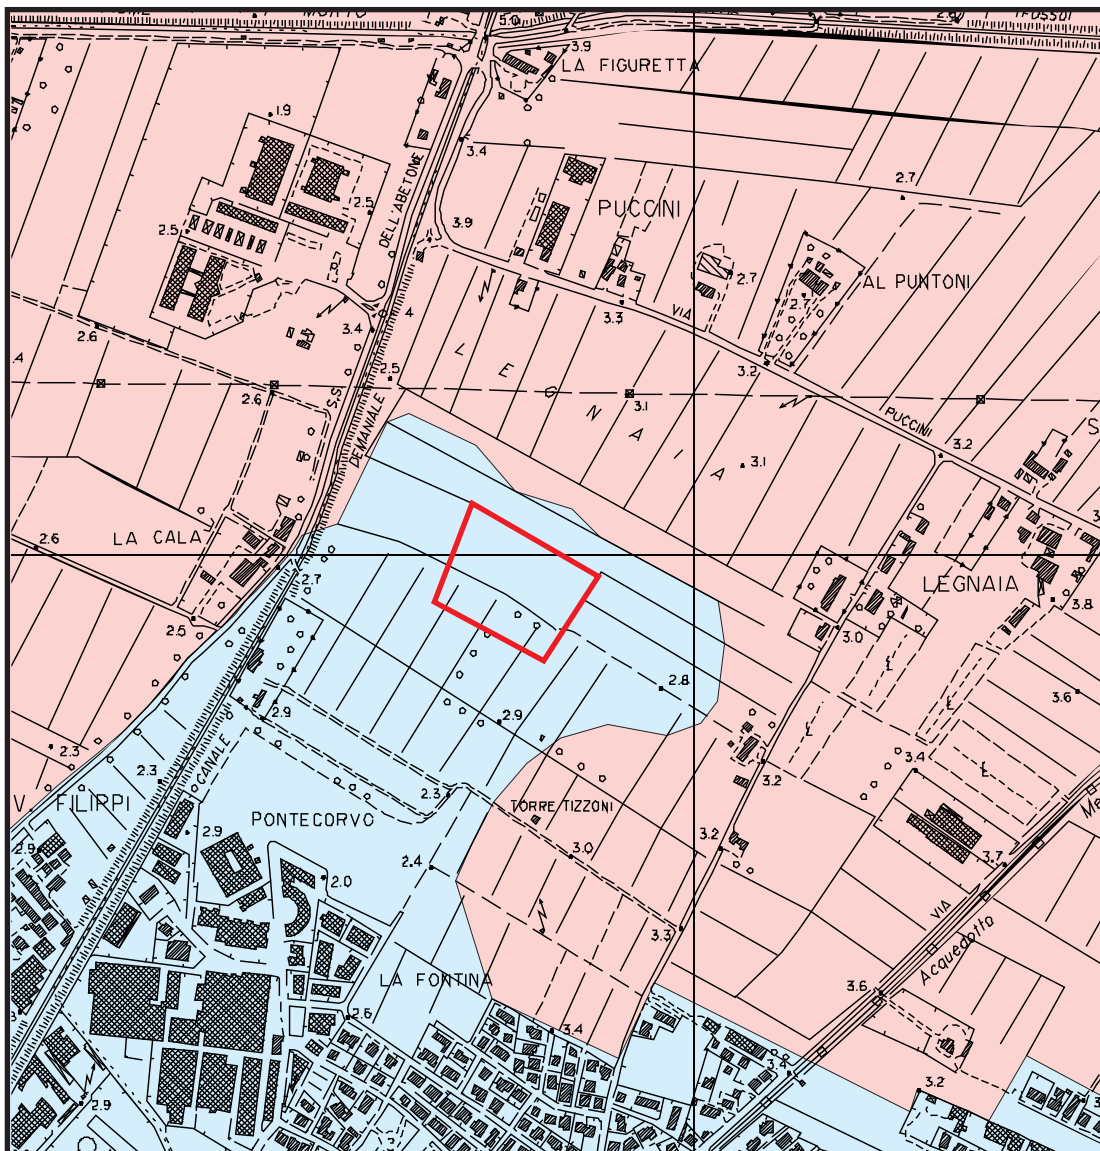 MORTO
5.0
2.8
3.9
LA FIGURETTA
1.9
3.4
DELL'ABETONE
2.7
2.5
PUCCINI
2.5
3.9
2.7
AL PUNTONI
2.7
VIA
3.3
4
3.4
2.6
LEGNAIA
3.2
2.5
A
2.6
S.S.
3.1
PUCCINI
S
DEMANIALE
3.2
3.1
LA CALA
2.6
2.7
LEGNAIA
3.8
2.5
3.0
2.8
3.6
2.9
2.9
2.3
CANALE
2.3
3.2
3.4
V. FILIPPI
2.3
TORRE TIZZONI
PONTECORVO
2.9
3.2
2.9
3.0
3.7
2.4
2.0
VIA
3.3
Acquedotto
LA FONTINA
3.6
2.6
3.4
3.4
3.2
2.9